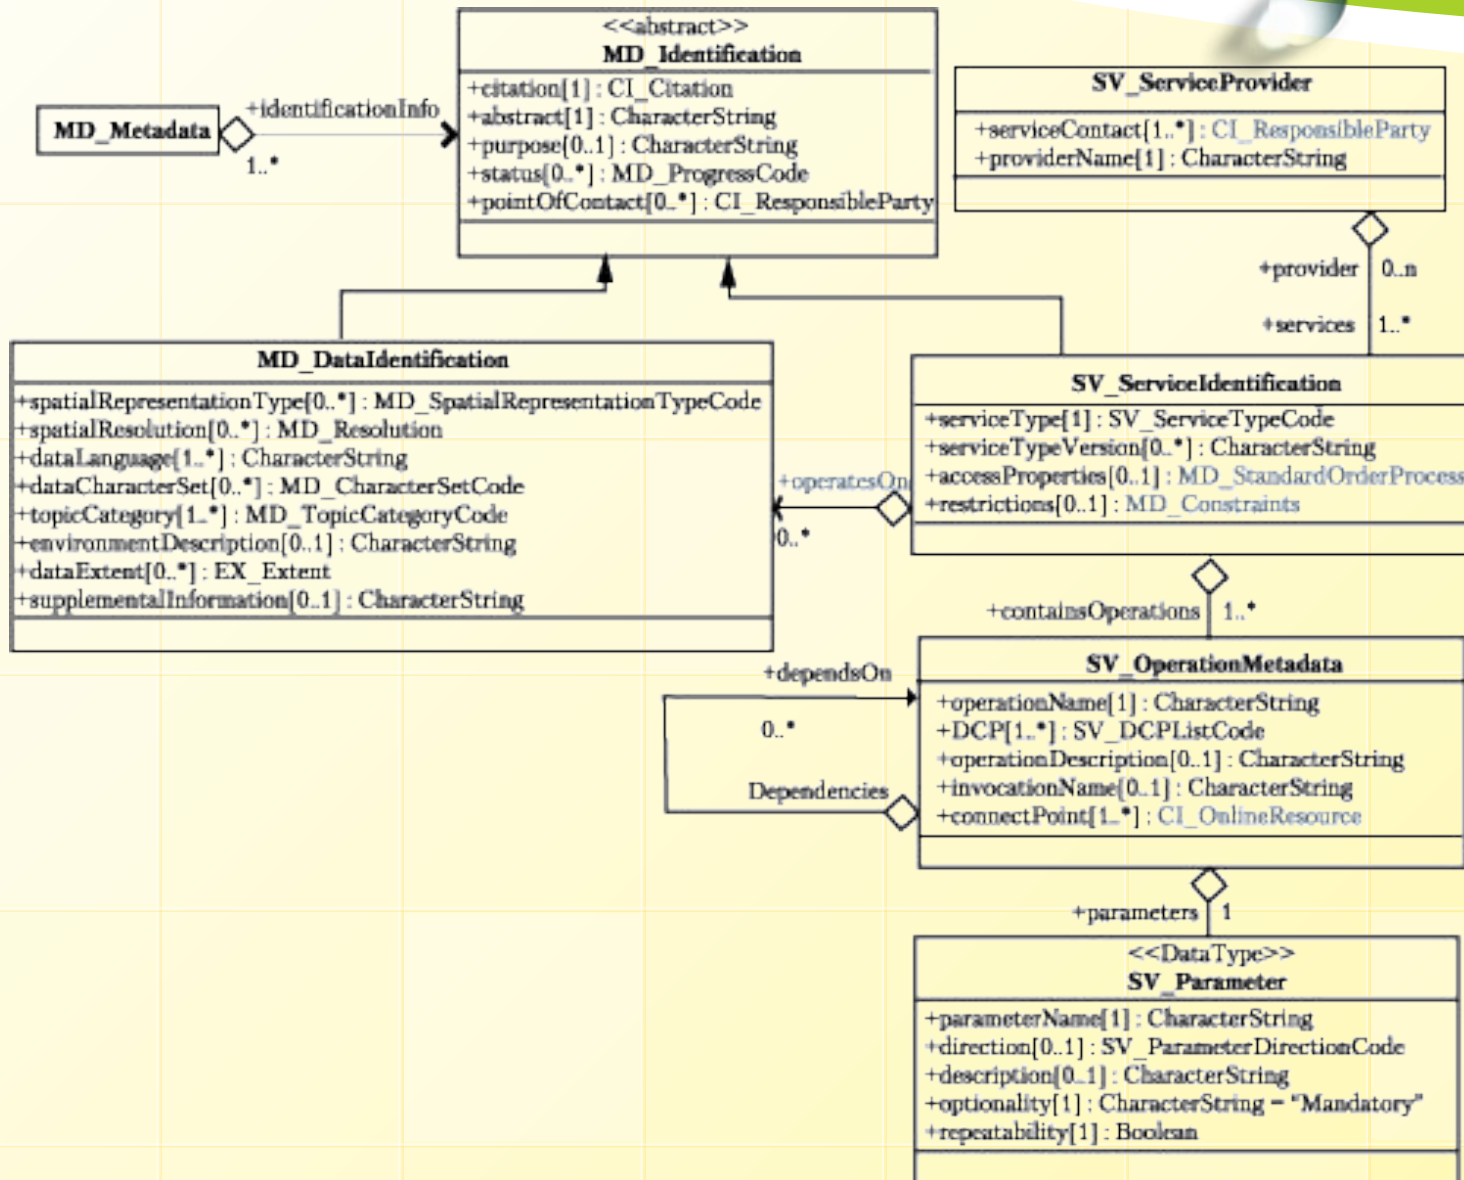 <<abstract>>
MD_Identification
+citation[1] : CI_Citation
+abstract[1] : CharacterString
+purpose[0..1] : CharacterString
+status[0..*] : MD_ProgressCode
+pointOfContact[0..*] : CI_ResponsibleParty
MD_Metadata
+identificationInfo
1..*
SV_ServiceProvider
+serviceContact[1..*] : CI_ResponsibleParty
+providerName[1] : CharacterString
+provider 0..n
+services 1..*
MD_DataIdentification
+spatialRepresentationType[0..*] : MD_SpatialRepresentationTypeCode
+spatialResolution[0..*] : MD_Resolution
+dataLanguage[1..*] : CharacterString
+dataCharacterSet[0..*] : MD_CharacterSetCode
+topicCategory[1..*] : MD_TopicCategoryCode
+environmentDescription[0..1] : CharacterString
+dataExtent[0..*] : EX_Extent
+supplementalInformation[0..1] : CharacterString
+operatesOn
0..*
SV_ServiceIdentification
+serviceType[1] : SV_ServiceTypeCode
+serviceTypeVersion[0..*] : CharacterString
+accessProperties[0..1] : MD_StandardOrderProcess
+restrictions[0..1] : MD_Constraints
+containsOperations 1..*
+dependsOn
0..*
Dependencies
SV_OperationMetadata
+operationName[1] : CharacterString
+DCP[1..*] : SV_DCPListCode
+operationDescription[0..1] : CharacterString
+invocationName[0..1] : CharacterString
+connectPoint[1..*] : CI_OnlineResource
+parameters 1
<<DataType>>
SV_Parameter
+parameterName[1] : CharacterString
+direction[0..1] : SV_ParameterDirectionCode
+description[0..1] : CharacterString
+optionality[1] : CharacterString = "Mandatory"
+repeatability[1] : Boolean